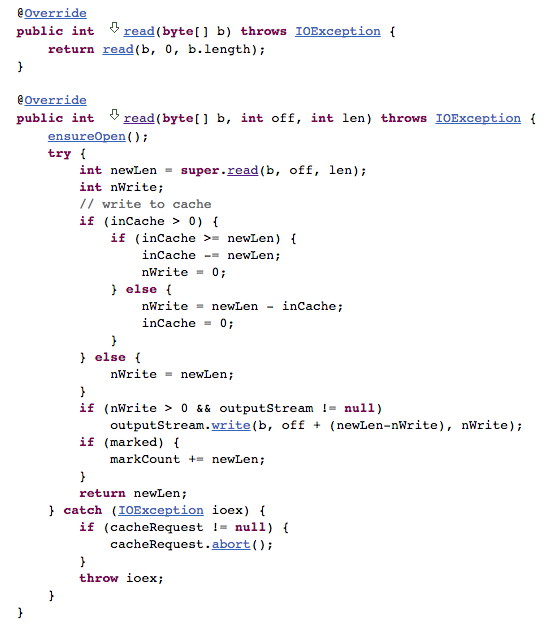 @Override
public int read(byte[] b) throws IOException {
    return read(b, 0, b.length);
}
@Override
public int read(byte[] b, int off, int len) throws IOException {
    ensureOpen();
    try {
        int newLen = super.read(b, off, len);
        int nWrite;
        // write to cache
        if (inCache > 0) {
            if (inCache >= newLen) {
                inCache -= newLen;
                nWrite = 0;
            } else {
                nWrite = newLen - inCache;
                inCache = 0;
            }
        } else {
            nWrite = newLen;
        }
        if (nWrite > 0 && outputStream != null)
            outputStream.write(b, off + (newLen-nWrite), nWrite);
        if (marked) {
            markCount += newLen;
        }
        return newLen;
    } catch (IOException ioex) {
        if (cacheRequest != null) {
            cacheRequest.abort();
        }
        throw ioex;
    }
}